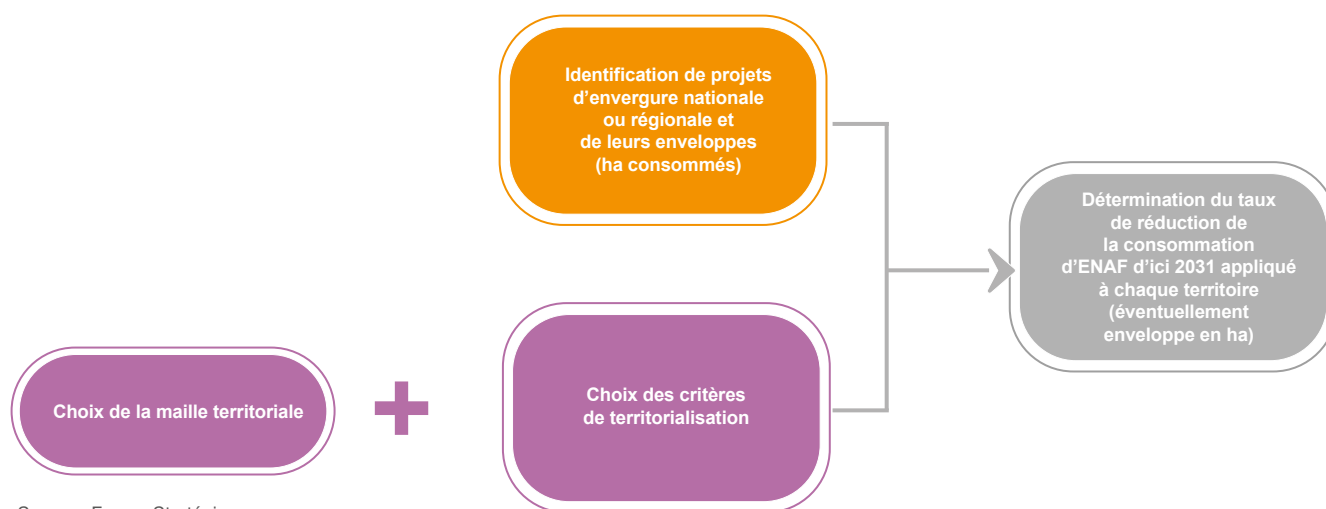 Identification de projets
d'envergure nationale
ou régionale et
de leurs enveloppes
(ha consommés)
Détermination du taux
de réduction de
la consommation
d'ENAF d'ici 2031 appliqué
à chaque territoire
(éventuellement
enveloppe en ha)
Choix de la maille territoriale
+
Choix des critères
de territorialisation